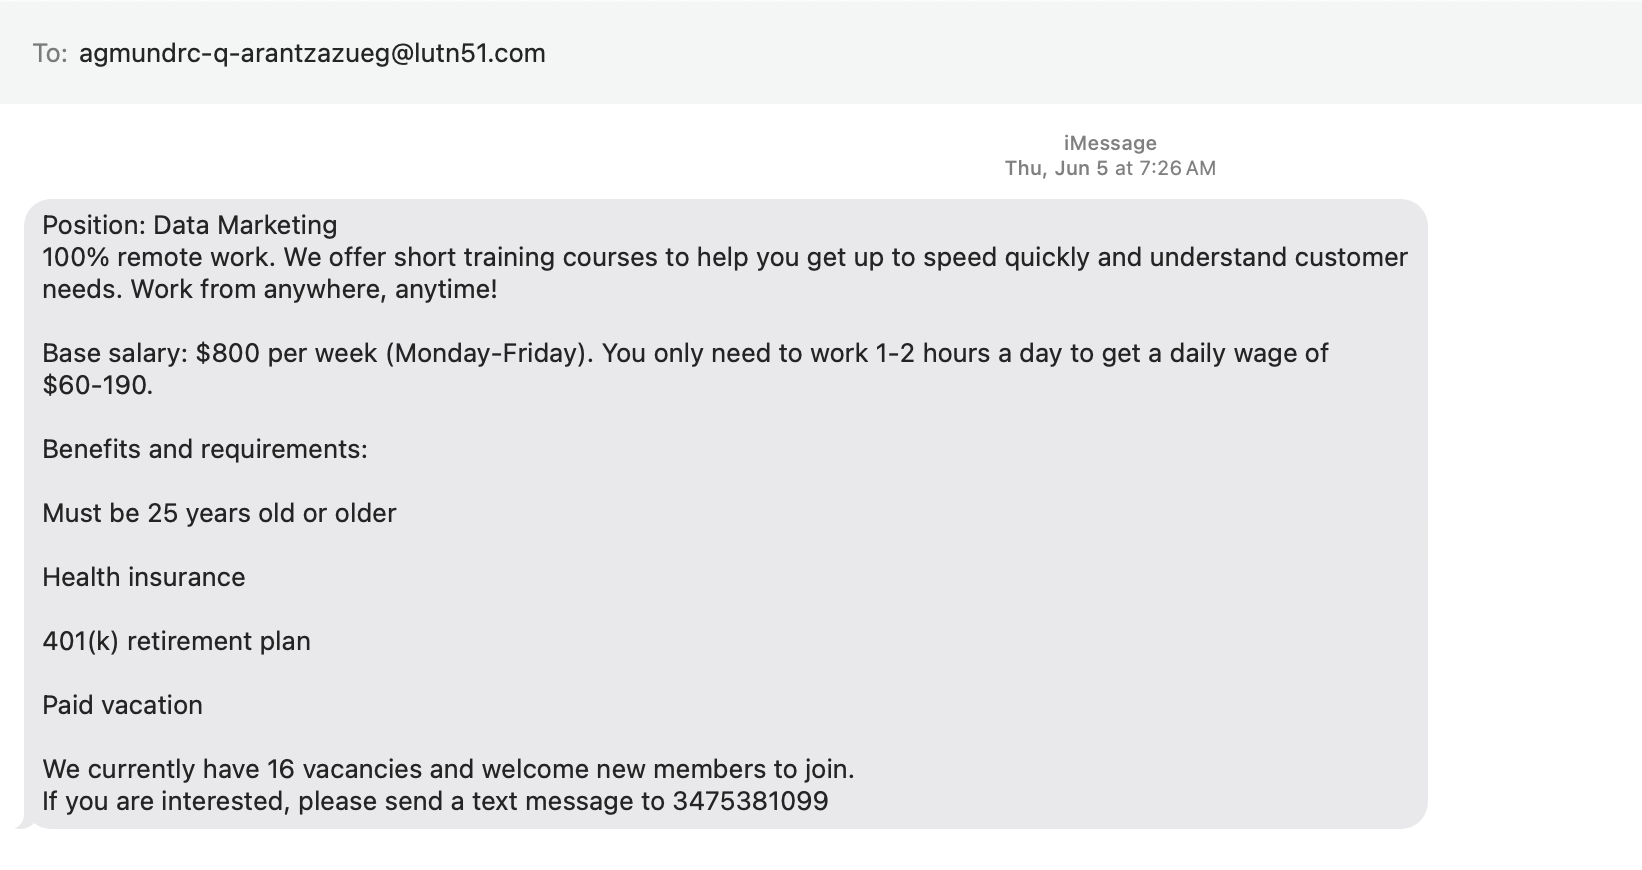 To: agmundrc-q-arantzazueg@lutn51.com
iMessage
Thu, Jun 5 at 7:26 AM
Position: Data Marketing
100% remote work. We offer short training courses to help you get up to speed quickly and understand customer
needs. Work from anywhere, anytime!
Base salary: $800 per week (Monday-Friday). You only need to work 1-2 hours a day to get a daily wage of
$60-190.
Benefits and requirements:
Must be 25 years old or older
Health insurance
401(k) retirement plan
Paid vacation
We currently have 16 vacancies and welcome new members to join.
If you are interested, please send a text message to 3475381099